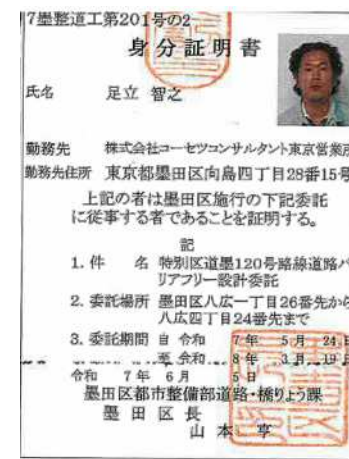 7墨整道工第201号の2
身分証明書
氏名 足立 智之
勤務先 株式会社コーセツコンサルタント東京営業所
勤務先住所 東京都墨田区向島四丁目28番15号
上記の者は墨田区施行の下記委託
に従事する者であることを証明する。
記
1. 件 名 特別区道墨120号路線道路バ
リアフリー設計委託
2. 委託場所 墨田区八広一丁目26番先から
八広四丁目24番先まで
3. 委託期間 自 令和 7年 5月 24日
至 令和 8年 3月 19日
令和 7年 6月 5日
墨田区都市整備部道路・橋りょう課
墨田区長
山本 亨